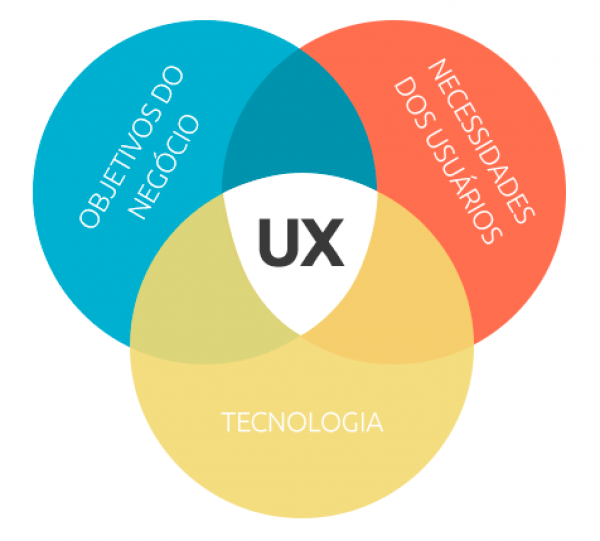 OBJETIVOS DO
NEGÓCIO
NECESSIDADES
DOS USUÁRIOS
UX
TECNOLOGIA